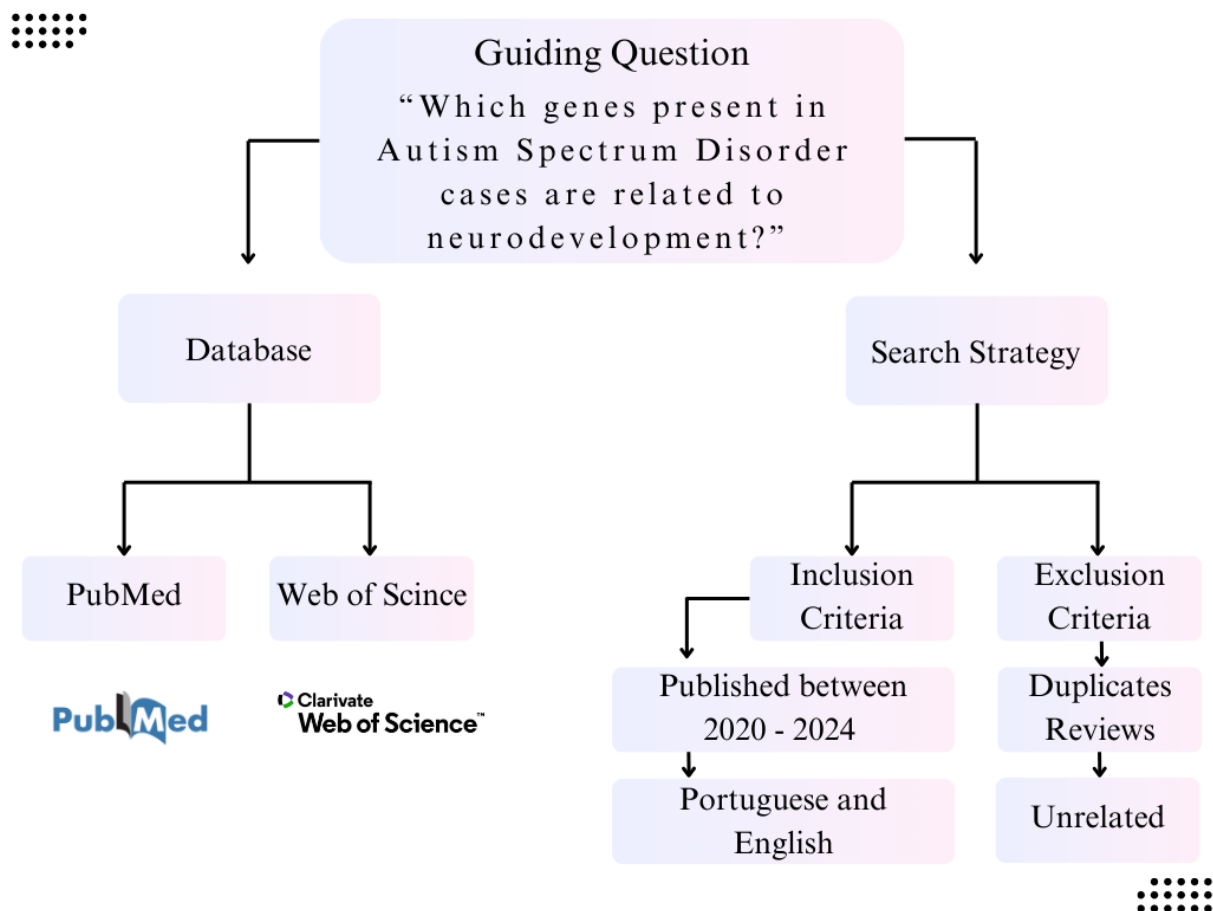 Guiding Question
“Which genes present in
Autism Spectrum Disorder
cases are related to
neurodevelopment?”
Database
Search Strategy
PubMed
Web of Scince
Inclusion
Criteria
Exclusion
Criteria
Published between
2020 - 2024
Duplicates
Reviews
Portuguese and
English
Unrelated
PubMed
Clarivate
Web of Science™